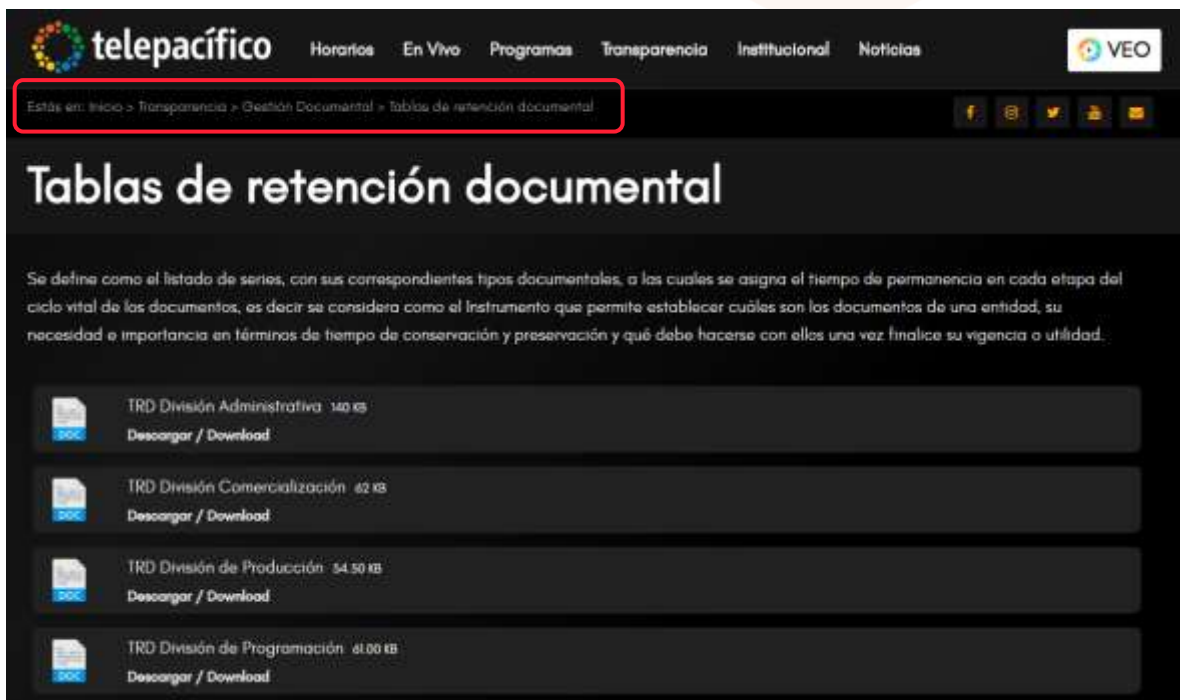 telepacífico
Horarios En Vivo Programas Transparencia Institucional Noticias
VEO
Estás en: Inicio > Transparencia > Gestión Documental > Tablas de retención documental
Tablas de retención documental
Se define como el listado de series, con sus correspondientes tipos documentales, a las cuales se asigna el tiempo de permanencia en cada etapa del
ciclo vital de los documentos, es decir se considera como el Instrumento que permite establecer cuáles son los documentos de una entidad, su
necesidad e importancia en términos de tiempo de conservación y preservación y qué debe hacerse con ellos una vez finalice su vigencia o utilidad.
TRD División Administrativa 140 KB
DOC
Descargar / Download
TRD División Comercialización 62 KB
DOC
Descargar / Download
TRD División de Producción 54.50 KB
DOC
Descargar / Download
TRD División de Programación 61.00 KB
DOC
Descargar / Download